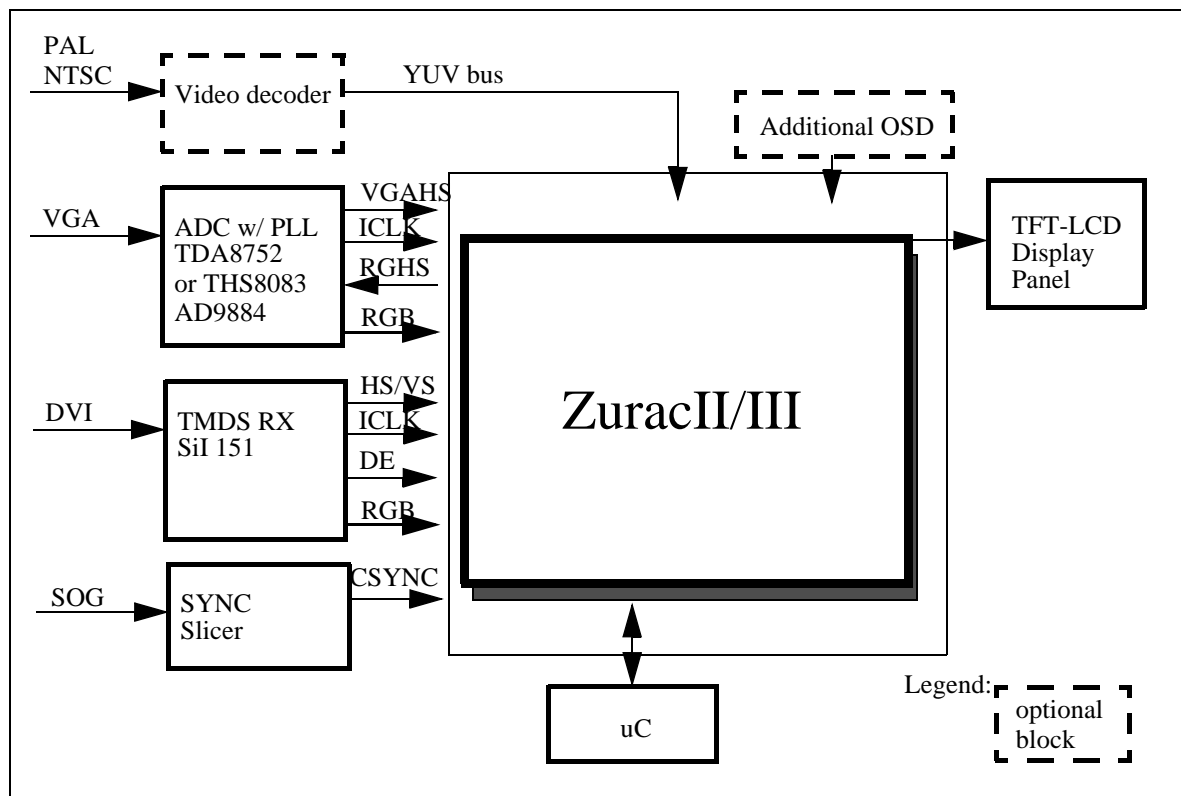 PAL
NTSC
Video decoder
YUV bus
Additional OSD
VGA
ADC w/ PLL
TDA8752
or THS8083
AD9884
VGAHS
ICLK
RGHS
RGB
TFT-LCD
Display
Panel
ZuracII/III
DVI
TMDS RX
SiI 151
HS/VS
ICLK
DE
RGB
SOG
SYNC
Slicer
CSYNC
uC
Legend:
optional
block